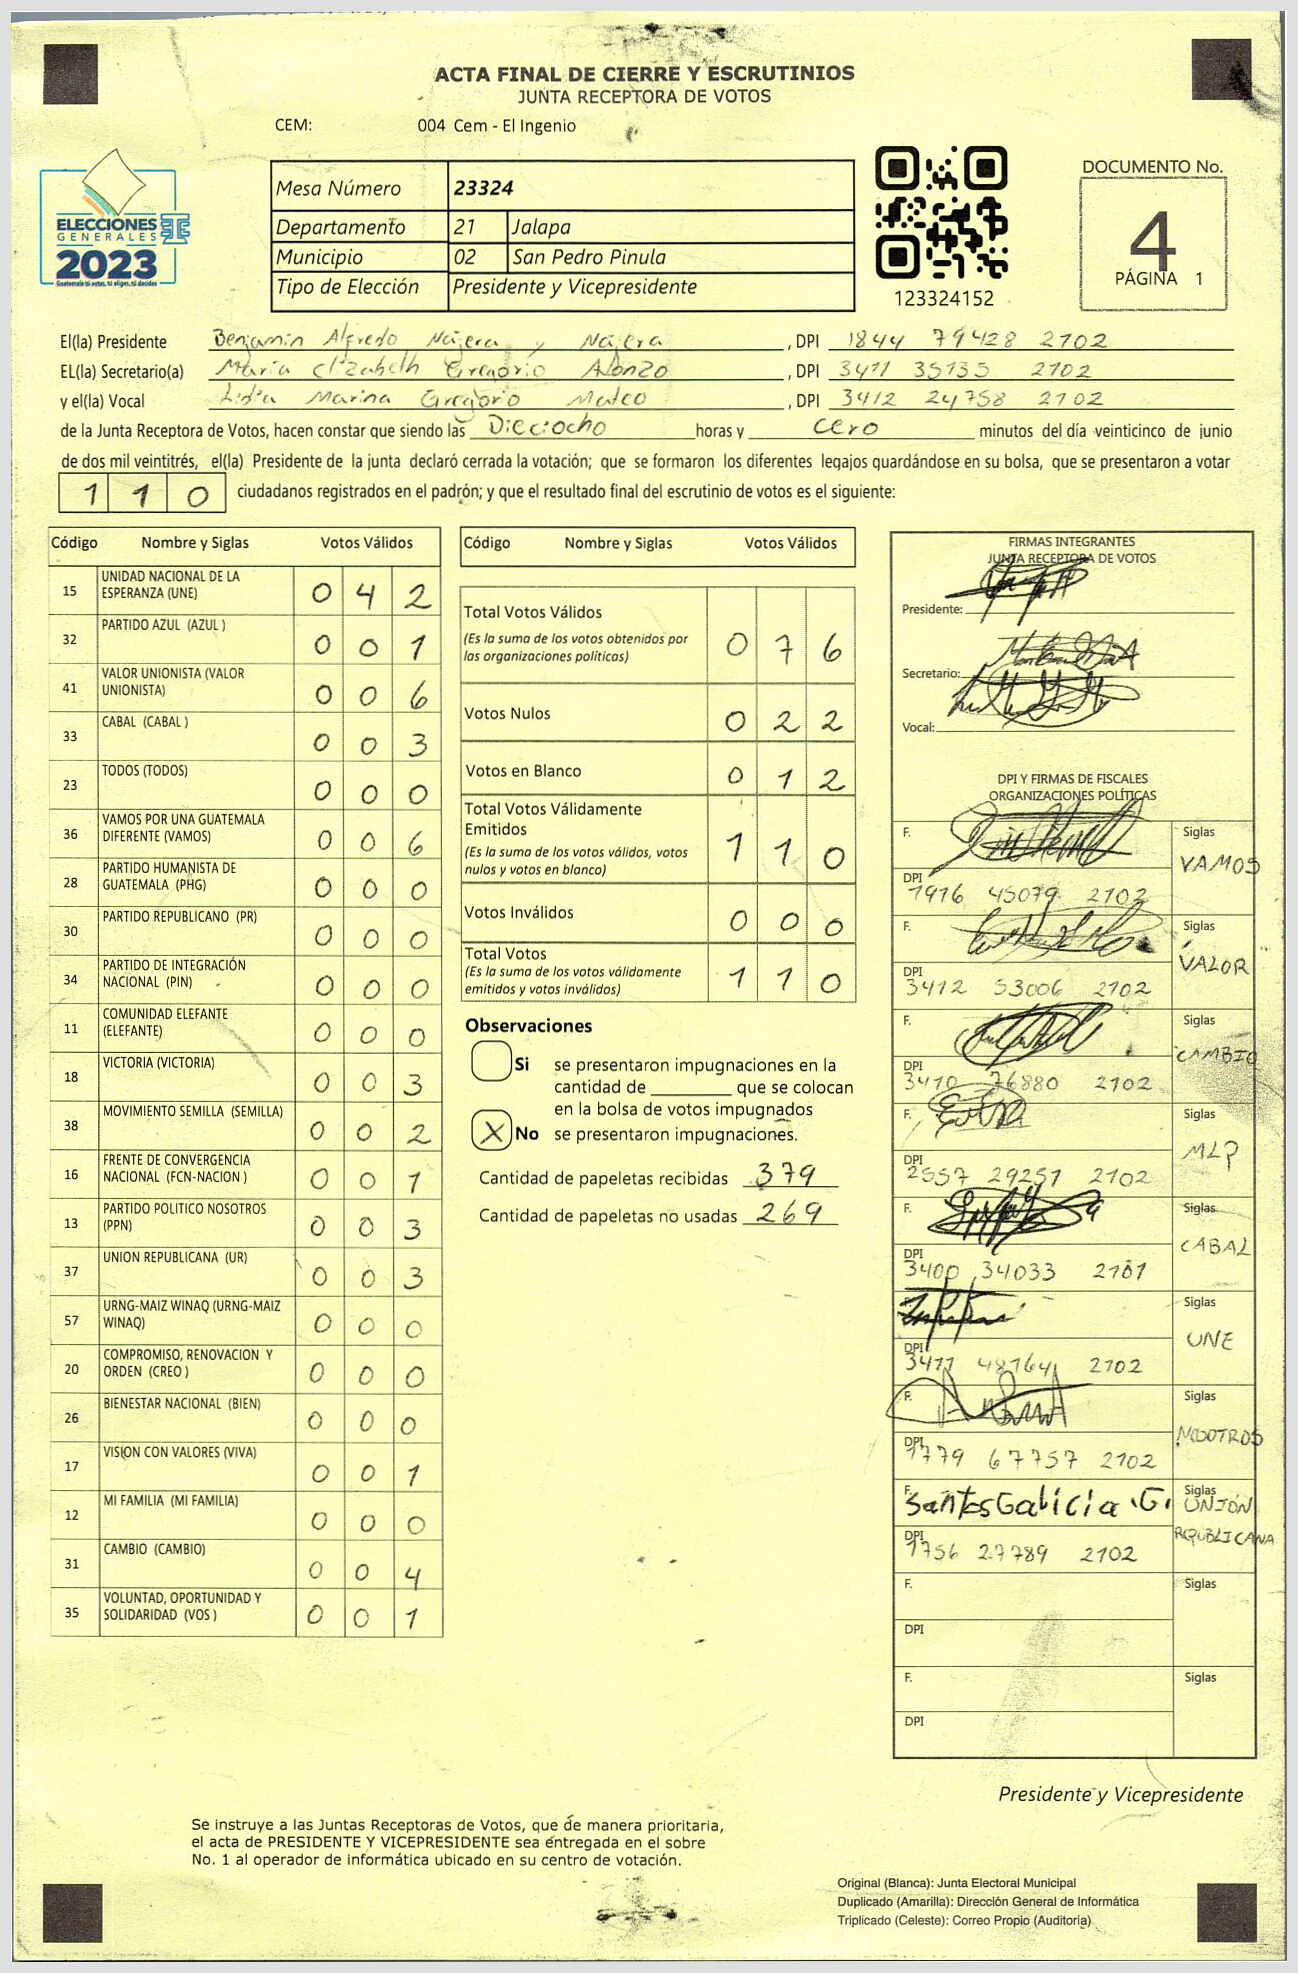 ACTA FINAL DE CIERRE Y ESCRUTINIOS
JUNTA RECEPTORA DE VOTOS
CEM: 004 Cem - El Ingenio
ELECCIONES
GENERALES
2023
Guatemala tú votas, tú eliges, tú decides
Mesa Número 23324
Departamento 21 Jalapa
Municipio 02 San Pedro Pinula
Tipo de Elección Presidente y Vicepresidente
123324152
DOCUMENTO No.
4
PÁGINA 1
El(la) Presidente Benjamin Alfredo Nájera y Nájera , DPI 1844 79428 2702
EL(la) Secretario(a) María Elizabeth Gregorio Alonzo , DPI 3411 35135 2102
y el(la) Vocal Lidia Marina Gregorio Mateo , DPI 3412 24758 2102
de la Junta Receptora de Votos, hacen constar que siendo las Dieciocho horas y cero minutos del día veinticinco de junio
de dos mil veintitrés, el(la) Presidente de la junta declaró cerrada la votación; que se formaron los diferentes legajos guardándose en su bolsa, que se presentaron a votar
1 1 0 ciudadanos registrados en el padrón; y que el resultado final del escrutinio de votos es el siguiente:
Código Nombre y Siglas Votos Válidos
15 UNIDAD NACIONAL DE LA
ESPERANZA (UNE) 0 4 2
32 PARTIDO AZUL (AZUL ) 0 0 1
41 VALOR UNIONISTA (VALOR
UNIONISTA) 0 0 6
33 CABAL (CABAL ) 0 0 3
23 TODOS (TODOS) 0 0 0
36 VAMOS POR UNA GUATEMALA
DIFERENTE (VAMOS) 0 0 6
28 PARTIDO HUMANISTA DE
GUATEMALA (PHG) 0 0 0
30 PARTIDO REPUBLICANO (PR) 0 0 0
34 PARTIDO DE INTEGRACIÓN
NACIONAL (PIN) 0 0 0
11 COMUNIDAD ELEFANTE
(ELEFANTE) 0 0 0
18 VICTORIA (VICTORIA) 0 0 3
38 MOVIMIENTO SEMILLA (SEMILLA) 0 0 2
16 FRENTE DE CONVERGENCIA
NACIONAL (FCN-NACION ) 0 0 1
13 PARTIDO POLITICO NOSOTROS
(PPN) 0 0 3
37 UNION REPUBLICANA (UR) 0 0 3
57 URNG-MAIZ WINAQ (URNG-MAIZ
WINAQ) 0 0 0
20 COMPROMISO, RENOVACION Y
ORDEN (CREO ) 0 0 0
26 BIENESTAR NACIONAL (BIEN) 0 0 0
17 VISION CON VALORES (VIVA) 0 0 1
12 MI FAMILIA (MI FAMILIA) 0 0 0
31 CAMBIO (CAMBIO) 0 0 4
35 VOLUNTAD, OPORTUNIDAD Y
SOLIDARIDAD (VOS ) 0 0 1
Código Nombre y Siglas Votos Válidos
Total Votos Válidos
(Es la suma de los votos obtenidos por
las organizaciones políticas) 0 7 6
Votos Nulos 0 2 2
Votos en Blanco 0 1 2
Total Votos Válidamente
Emitidos
(Es la suma de los votos válidos, votos
nulos y votos en blanco) 1 1 0
Votos Inválidos 0 0 0
Total Votos
(Es la suma de los votos válidamente
emitidos y votos inválidos) 1 1 0
Observaciones
Si se presentaron impugnaciones en la
cantidad de ________ que se colocan
en la bolsa de votos impugnados
X No se presentaron impugnaciones.
Cantidad de papeletas recibidas 379
Cantidad de papeletas no usadas 269
FIRMAS INTEGRANTES
JUNTA RECEPTORA DE VOTOS
Presidente:
Secretario:
Vocal:
DPI Y FIRMAS DE FISCALES
ORGANIZACIONES POLÍTICAS
F. Siglas
VAMOS
DPI
1916 45079 2102
F. Siglas
VALOR
DPI
3412 53006 2102
F. Siglas
CAMBIO
DPI
3410 76880 2102
F. Siglas
MLP
DPI
2557 29251 2102
F. Siglas
CABAL
DPI
3400 34033 2101
F. Siglas
UNE
DPI
3411 48164 2102
F. Siglas
NOSOTROS
DPI
1779 67757 2102
F. Santos Galicia .G. Siglas
UNION
REPUBLICANA
DPI
1756 27789 2102
F. Siglas
DPI
F. Siglas
DPI
Presidente y Vicepresidente
Se instruye a las Juntas Receptoras de Votos, que de manera prioritaria,
el acta de PRESIDENTE Y VICEPRESIDENTE sea entregada en el sobre
No. 1 al operador de informática ubicado en su centro de votación.
Original (Blanca): Junta Electoral Municipal
Duplicado (Amarilla): Dirección General de Informática
Triplicado (Celeste): Correo Propio (Auditoria)